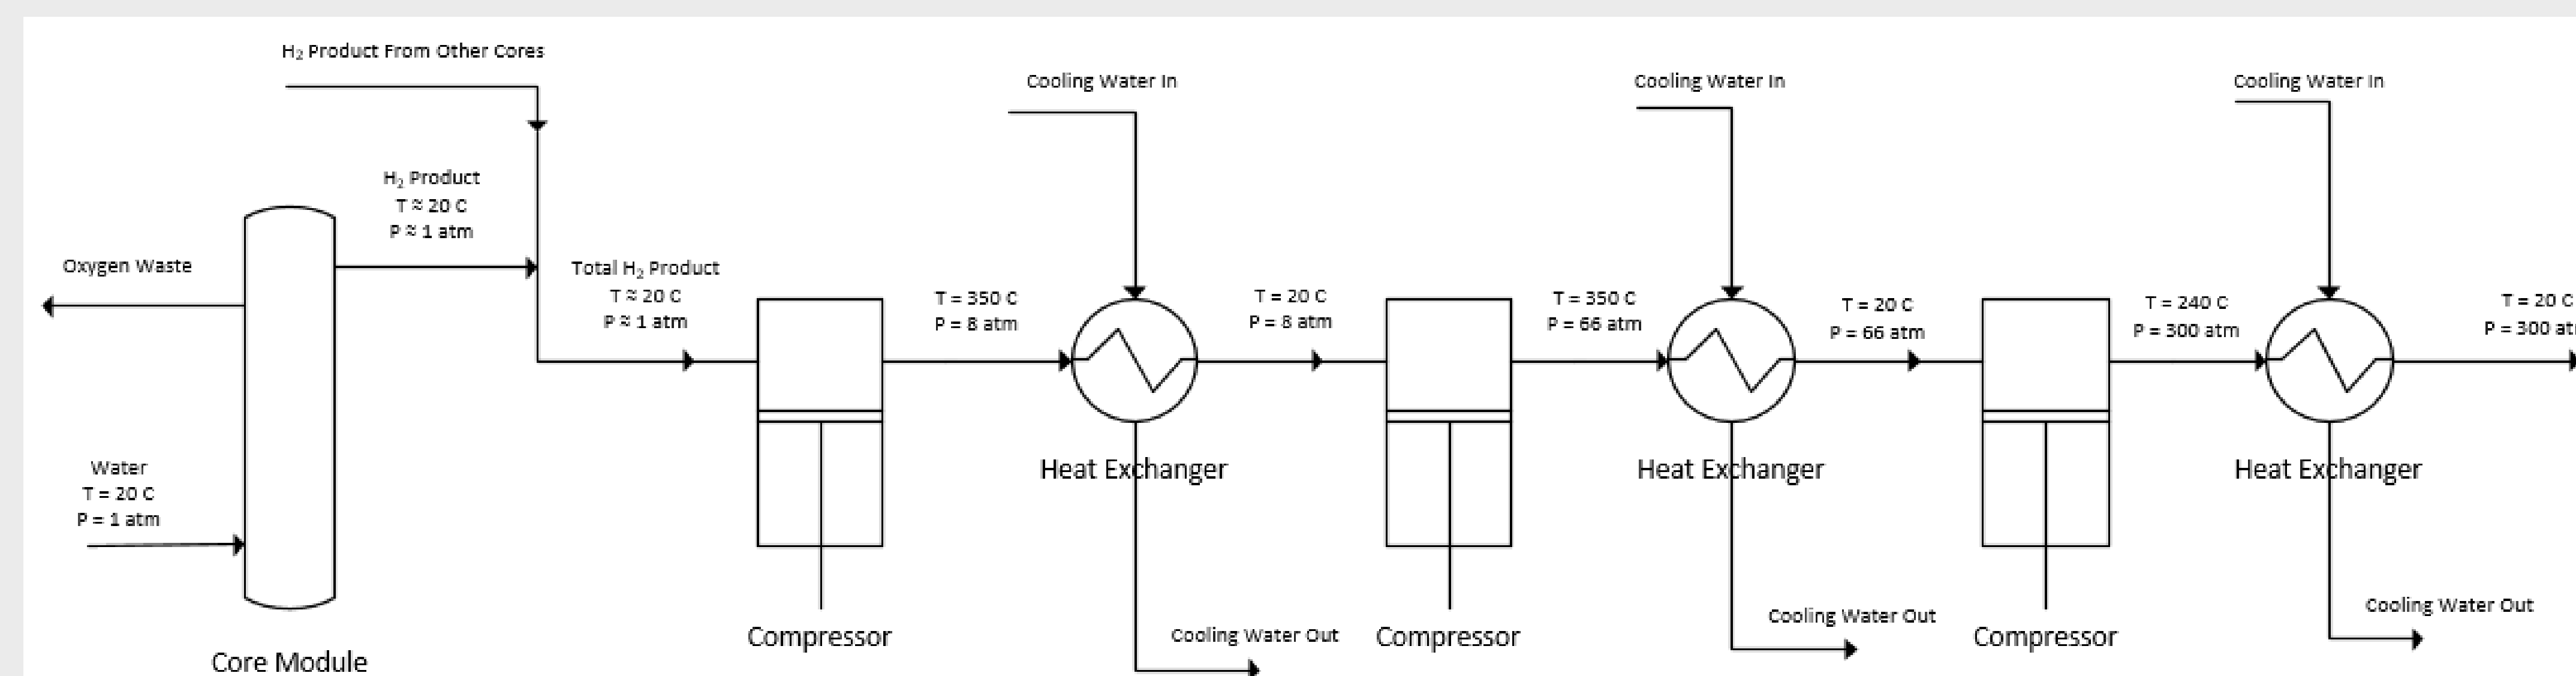 H₂ Product From Other Cores
Cooling Water In
Cooling Water In
Cooling Water In
H₂ Product
T ≈ 20 C
P ≈ 1 atm
Oxygen Waste
Total H₂ Product
T ≈ 20 C
P ≈ 1 atm
T = 350 C
P = 8 atm
T = 20 C
P = 8 atm
T = 350 C
P = 66 atm
T = 20 C
P = 66 atm
T = 240 C
P = 300 atm
T = 20 C
P = 300 at
Water
T = 20 C
P = 1 atm
Heat Exchanger
Heat Exchanger
Heat Exchanger
Cooling Water Out
Cooling Water Out
Cooling Water Out
Compressor
Compressor
Compressor
Core Module